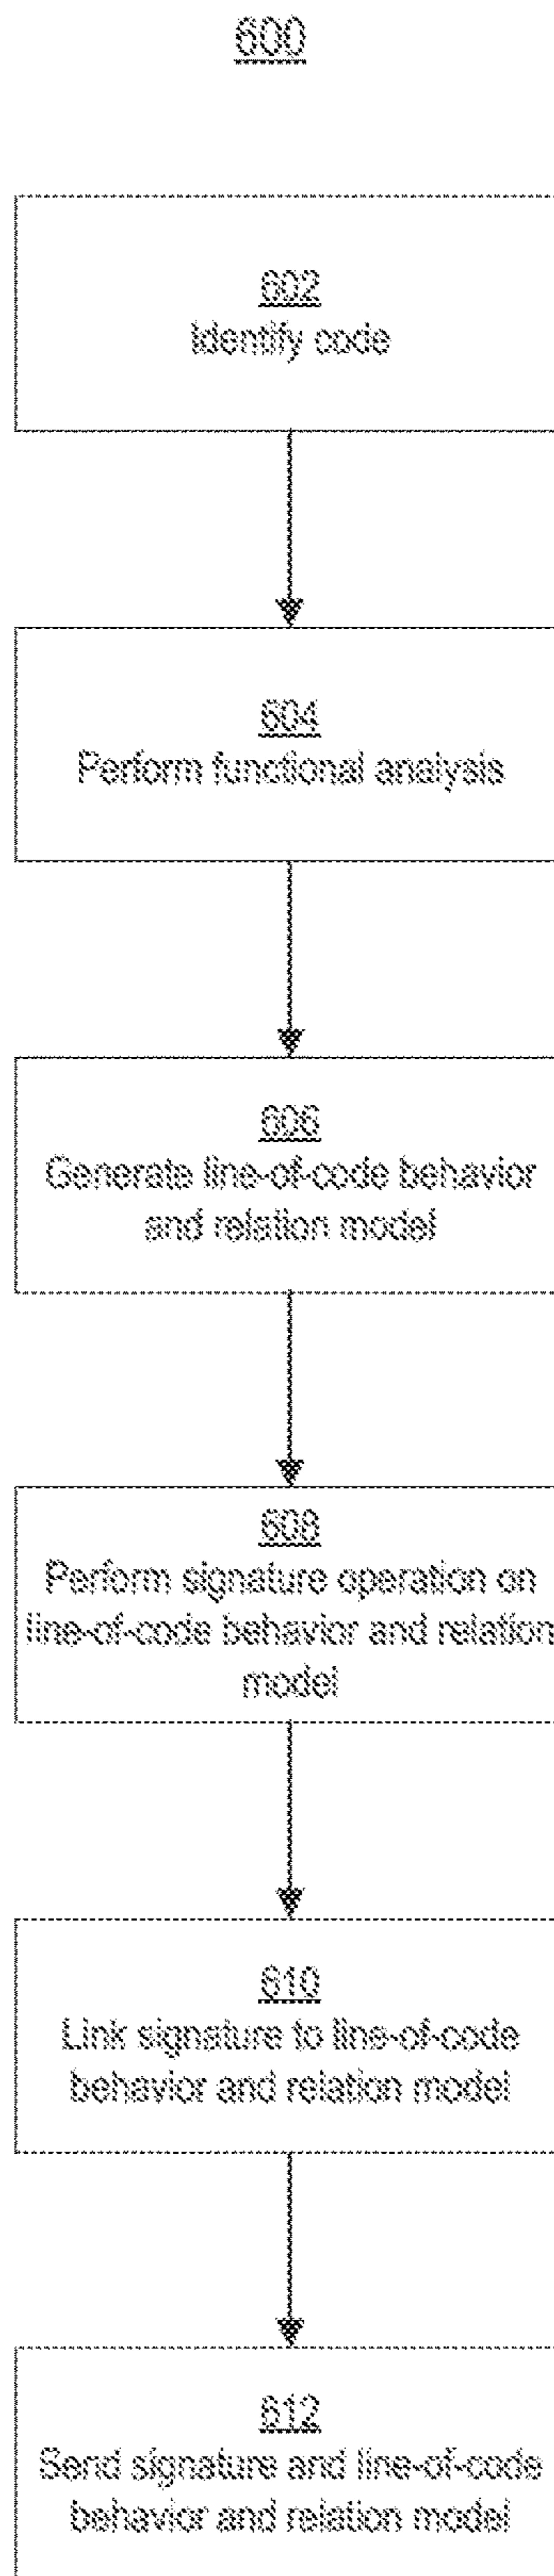 600
602
Identify code
604
Perform functional analysis
606
Generate line-of-code behavior
and relation model
608
Perform signature operation on
line-of-code behavior and relation
model
610
Link signature to line-of-code
behavior and relation model
612
Send signature and line-of-code
behavior and relation model